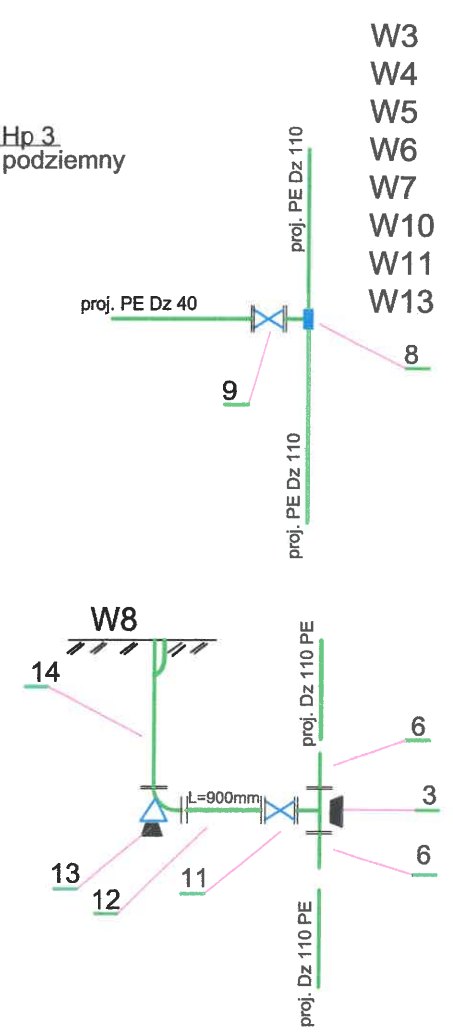 W3
W4
W5
W6
W7
W10
W11
W13
Hp 3
podziemny
proj. PE Dz 110
proj. PE Dz 40
8
9
proj. PE Dz 110
W8
14
proj. Dz 110 PE
6
L=900mm
3
13
12
11
6
proj. Dz 110 PE